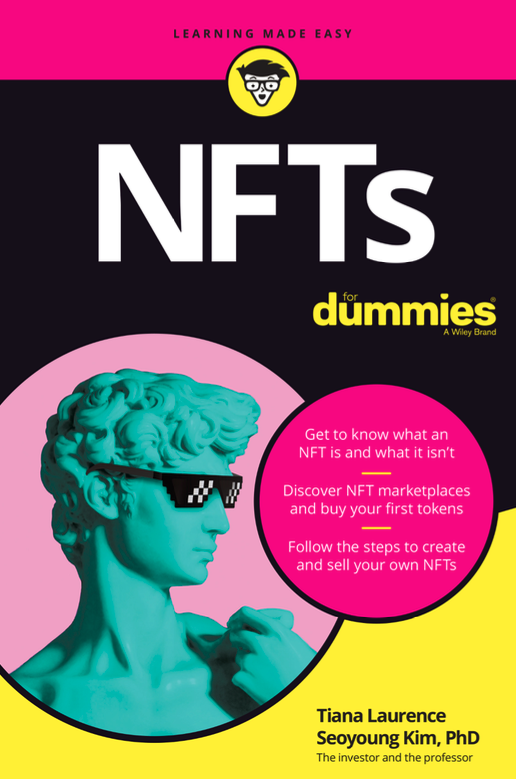 LEARNING MADE EASY
NFTs
for
dummies®
A Wiley Brand
Get to know what an
NFT is and what it isn’t
Discover NFT marketplaces
and buy your first tokens
Follow the steps to create
and sell your own NFTs
Tiana Laurence
Seoyoung Kim, PhD
The investor and the professor